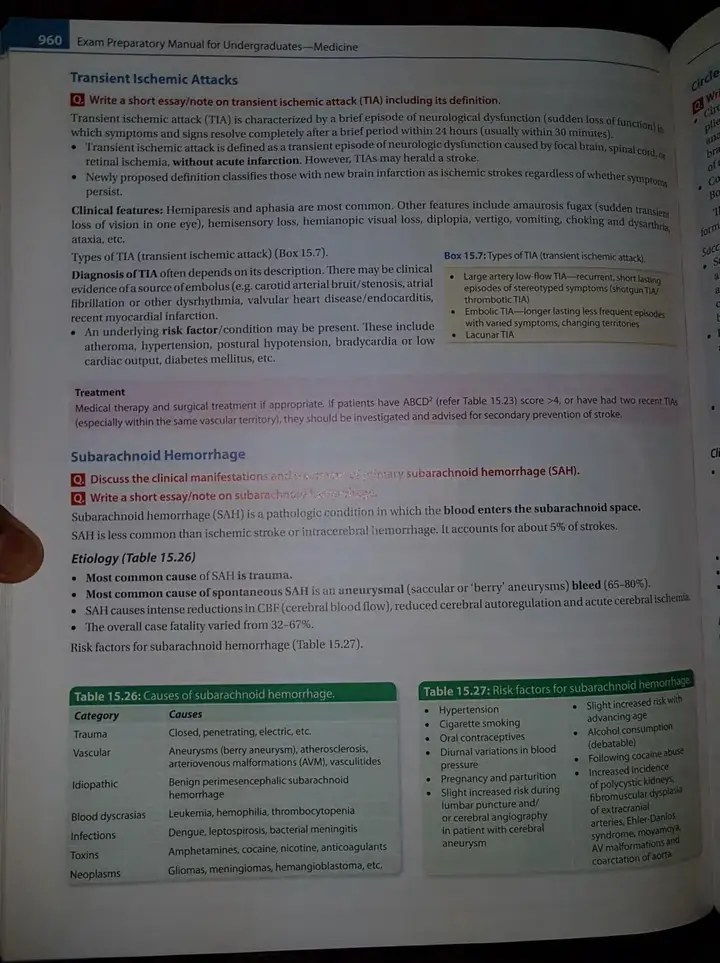 960 Exam Preparatory Manual for Undergraduates—Medicine
Transient Ischemic Attacks
Q. Write a short essay/note on transient ischemic attack (TIA) including its definition.
Transient ischemic attack (TIA) is characterized by a brief episode of neurological dysfunction (sudden loss of function) in
which symptoms and signs resolve completely after a brief period within 24 hours (usually within 30 minutes).
• Transient ischemic attack is defined as a transient episode of neurologic dysfunction caused by focal brain, spinal cord, or
retinal ischemia, without acute infarction. However, TIAs may herald a stroke.
• Newly proposed definition classifies those with new brain infarction as ischemic strokes regardless of whether symptoms
persist.
Clinical features: Hemiparesis and aphasia are most common. Other features include amaurosis fugax (sudden transient
loss of vision in one eye), hemisensory loss, hemianopic visual loss, diplopia, vertigo, vomiting, choking and dysarthria,
ataxia, etc.
Types of TIA (transient ischemic attack) (Box 15.7).
Diagnosis of TIA often depends on its description. There may be clinical
evidence of a source of embolus (e.g. carotid arterial bruit/stenosis, atrial
fibrillation or other dysrhythmia, valvular heart disease/endocarditis,
recent myocardial infarction.
• An underlying risk factor/condition may be present. These include
atheroma, hypertension, postural hypotension, bradycardia or low
cardiac output, diabetes mellitus, etc.
Box 15.7: Types of TIA (transient ischemic attack).
• Large artery low-flow TIA—recurrent, short lasting
episodes of stereotyped symptoms (shotgun TIA/
thrombotic TIA)
• Embolic TIA—longer lasting less frequent episodes
with varied symptoms, changing territories
• Lacunar TIA
Treatment
Medical therapy and surgical treatment if appropriate. If patients have ABCD² (refer Table 15.23) score >4, or have had two recent TIAs
(especially within the same vascular territory), they should be investigated and advised for secondary prevention of stroke.
Subarachnoid Hemorrhage
Q. Discuss the clinical manifestations and subarachnoid hemorrhage (SAH).
Q. Write a short essay/note on subarachnoid hemorrhage.
Subarachnoid hemorrhage (SAH) is a pathologic condition in which the blood enters the subarachnoid space.
SAH is less common than ischemic stroke or intracerebral hemorrhage. It accounts for about 5% of strokes.
Etiology (Table 15.26)
• Most common cause of SAH is trauma.
• Most common cause of spontaneous SAH is an aneurysmal (saccular or 'berry' aneurysms) bleed (65–80%).
• SAH causes intense reductions in CBF (cerebral blood flow), reduced cerebral autoregulation and acute cerebral ischemia.
• The overall case fatality varied from 32–67%.
Risk factors for subarachnoid hemorrhage (Table 15.27).
Table 15.26: Causes of subarachnoid hemorrhage.
Category Causes
Trauma Closed, penetrating, electric, etc.
Vascular Aneurysms (berry aneurysm), atherosclerosis,
arteriovenous malformations (AVM), vasculitides
Idiopathic Benign perimesencephalic subarachnoid
hemorrhage
Blood dyscrasias Leukemia, hemophilia, thrombocytopenia
Infections Dengue, leptospirosis, bacterial meningitis
Toxins Amphetamines, cocaine, nicotine, anticoagulants
Neoplasms Gliomas, meningiomas, hemangioblastoma, etc.
Table 15.27: Risk factors for subarachnoid hemorrhage.
• Hypertension
• Cigarette smoking
• Oral contraceptives
• Diurnal variations in blood
pressure
• Pregnancy and parturition
• Slight increased risk during
lumbar puncture and/
or cerebral angiography
in patient with cerebral
aneurysm
• Slight increased risk with
advancing age
• Alcohol consumption
(debatable)
• Following cocaine abuse
• Increased incidence
of polycystic kidneys,
fibromuscular dysplasia
of extracranial
arteries, Ehler-Danlos
syndrome, moyamoya,
AV malformations and
coarctation of aorta
Circle